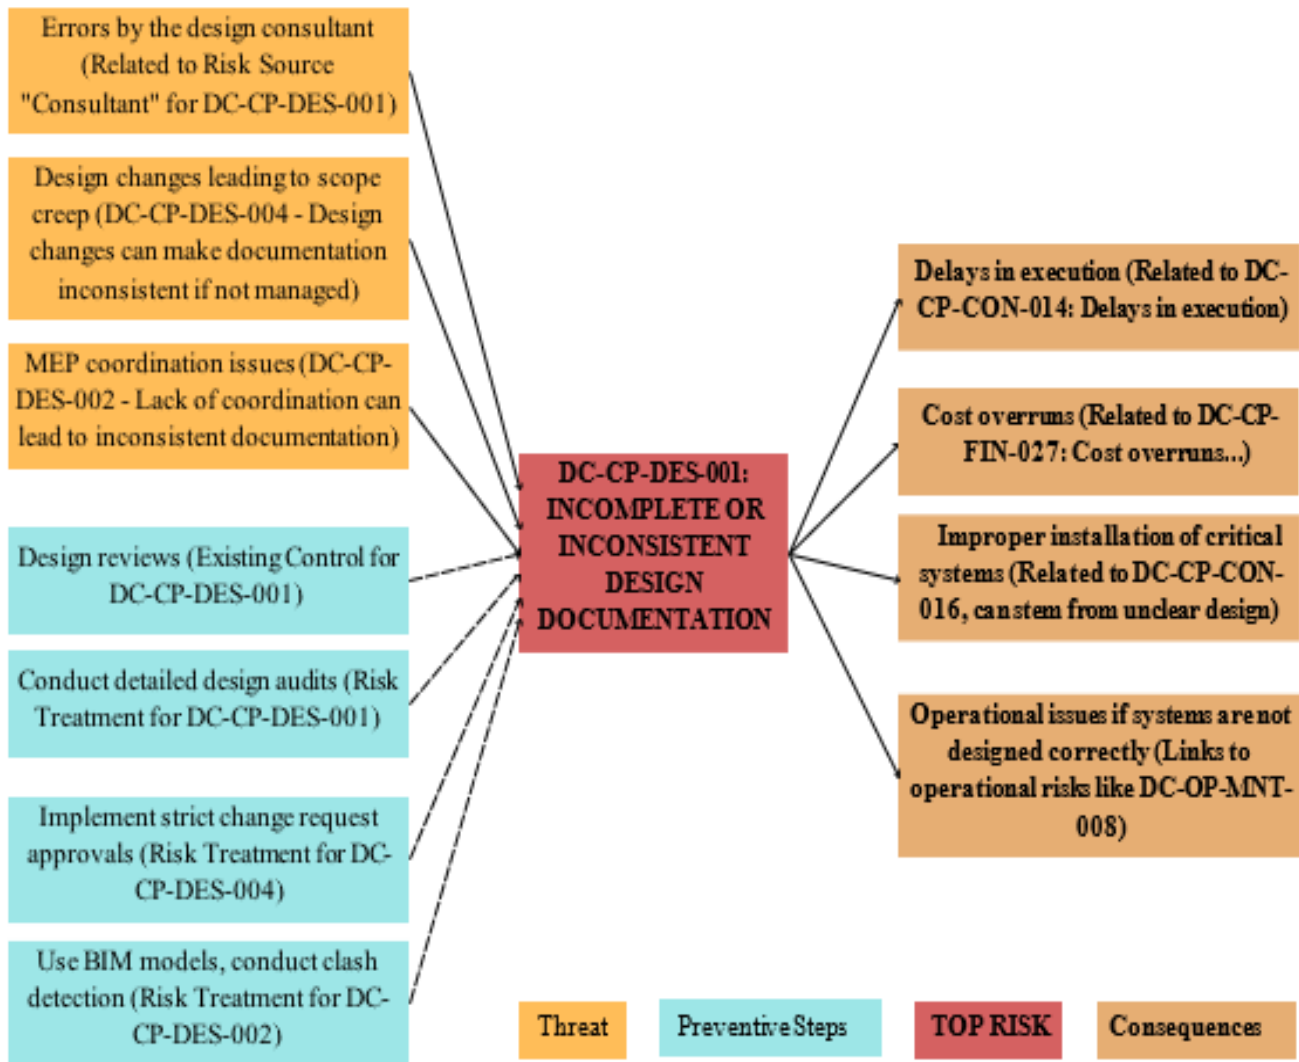 Errors by the design consultant
(Related to Risk Source
"Consultant" for DC-CP-DES-001)
Design changes leading to scope
creep (DC-CP-DES-004 - Design
changes can make documentation
inconsistent if not managed)
MEP coordination issues (DC-CP-
DES-002 - Lack of coordination can
lead to inconsistent documentation)
Design reviews (Existing Control for
DC-CP-DES-001)
Conduct detailed design audits (Risk
Treatment for DC-CP-DES-001)
Implement strict change request
approvals (Risk Treatment for DC-
CP-DES-004)
Use BIM models, conduct clash
detection (Risk Treatment for DC-
CP-DES-002)
DC-CP-DES-001:
INCOMPLETE OR
INCONSISTENT
DESIGN
DOCUMENTATION
Delays in execution (Related to DC-
CP-CON-014: Delays in execution)
Cost overruns (Related to DC-CP-
FIN-027: Cost overruns...)
Improper installation of critical
systems (Related to DC-CP-CON-
016, can stem from unclear design)
Operational issues if systems are not
designed correctly (Links to
operational risks like DC-OP-MNT-
008)
Threat
Preventive Steps
TOP RISK
Consequences